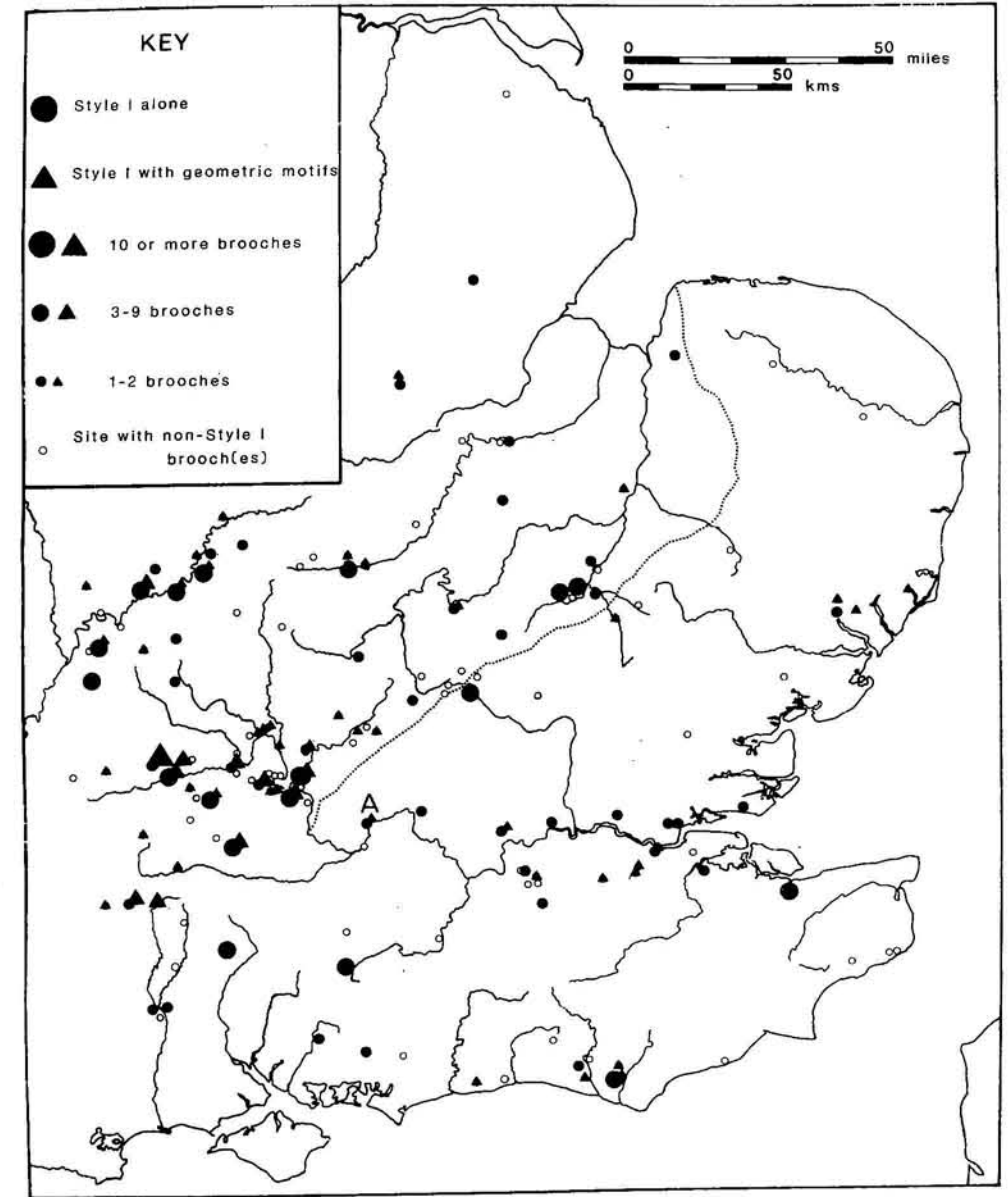 KEY
Style I alone
Style I with geometric motifs
10 or more brooches
3-9 brooches
1-2 brooches
Site with non-Style I
brooch(es)
0 50
miles
0 50
kms
A